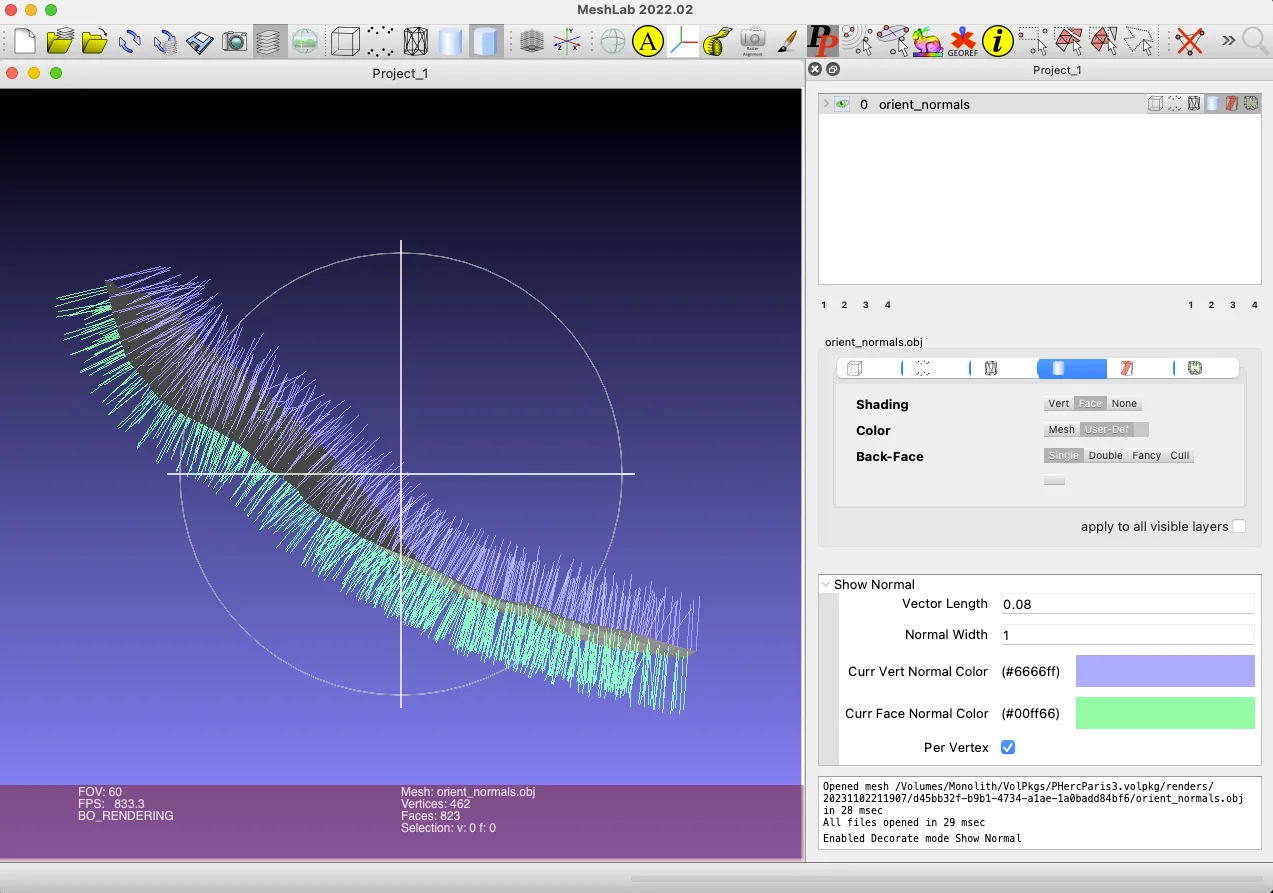 MeshLab 2022.02
A
GEOREF
i
Project_1
Project_1
0 orient_normals
1 2 3 4 1 2 3 4
orient_normals.obj
Shading Vert Face None
Color Mesh User-Def
Back-Face Single Double Fancy Cull
apply to all visible layers
Show Normal
Vector Length 0.08
Normal Width 1
Curr Vert Normal Color (#6666ff)
Curr Face Normal Color (#00ff66)
Per Vertex
FOV: 60
FPS: 833.3
BO_RENDERING
Mesh: orient_normals.obj
Vertices: 462
Faces: 823
Selection: v: 0 f: 0
Opened mesh /Volumes/Monolith/VolPkgs/PHercParis3.volpkg/renders/
20231102211907/d45bb32f-b9b1-4734-a1ae-1a0badd84bf6/orient_normals.obj
in 28 msec
All files opened in 29 msec
Enabled Decorate mode Show Normal